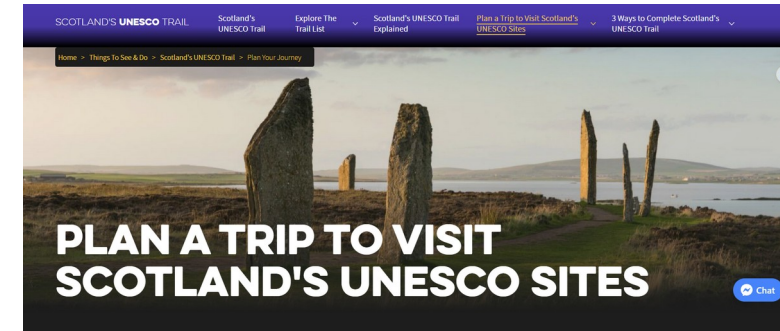 SCOTLAND'S UNESCO TRAIL
Scotland's
UNESCO Trail
Explore The
Trail List
Scotland's UNESCO Trail
Explained
Plan a Trip to Visit Scotland's
UNESCO Sites
3 Ways to Complete Scotland's
UNESCO Trail
Home > Things To See & Do > Scotland's UNESCO Trail > Plan Your Journey
PLAN A TRIP TO VISIT
SCOTLAND'S UNESCO SITES
Chat